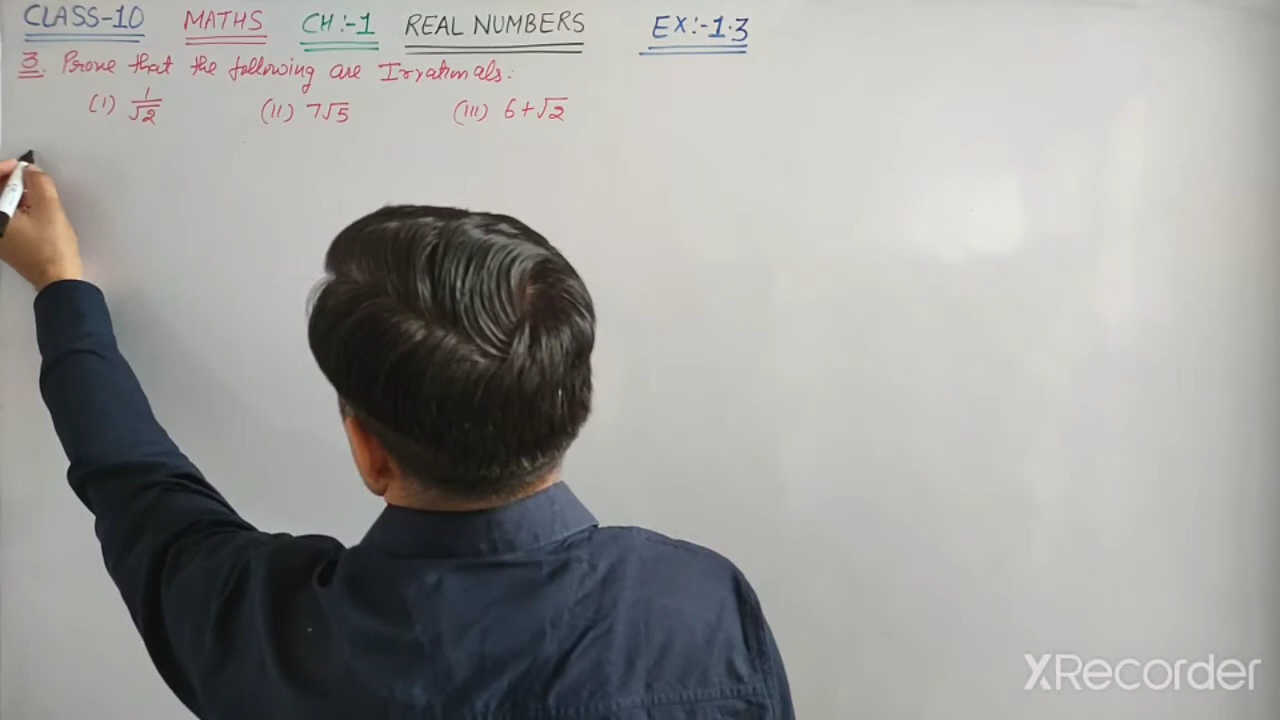 CLASS-10 MATHS CH:-1 REAL NUMBERS EX:-1.3
3. Prove that the following are Irrationals:
(I) 1/√2 (II) 7√5 (III) 6+√2
XRecorder